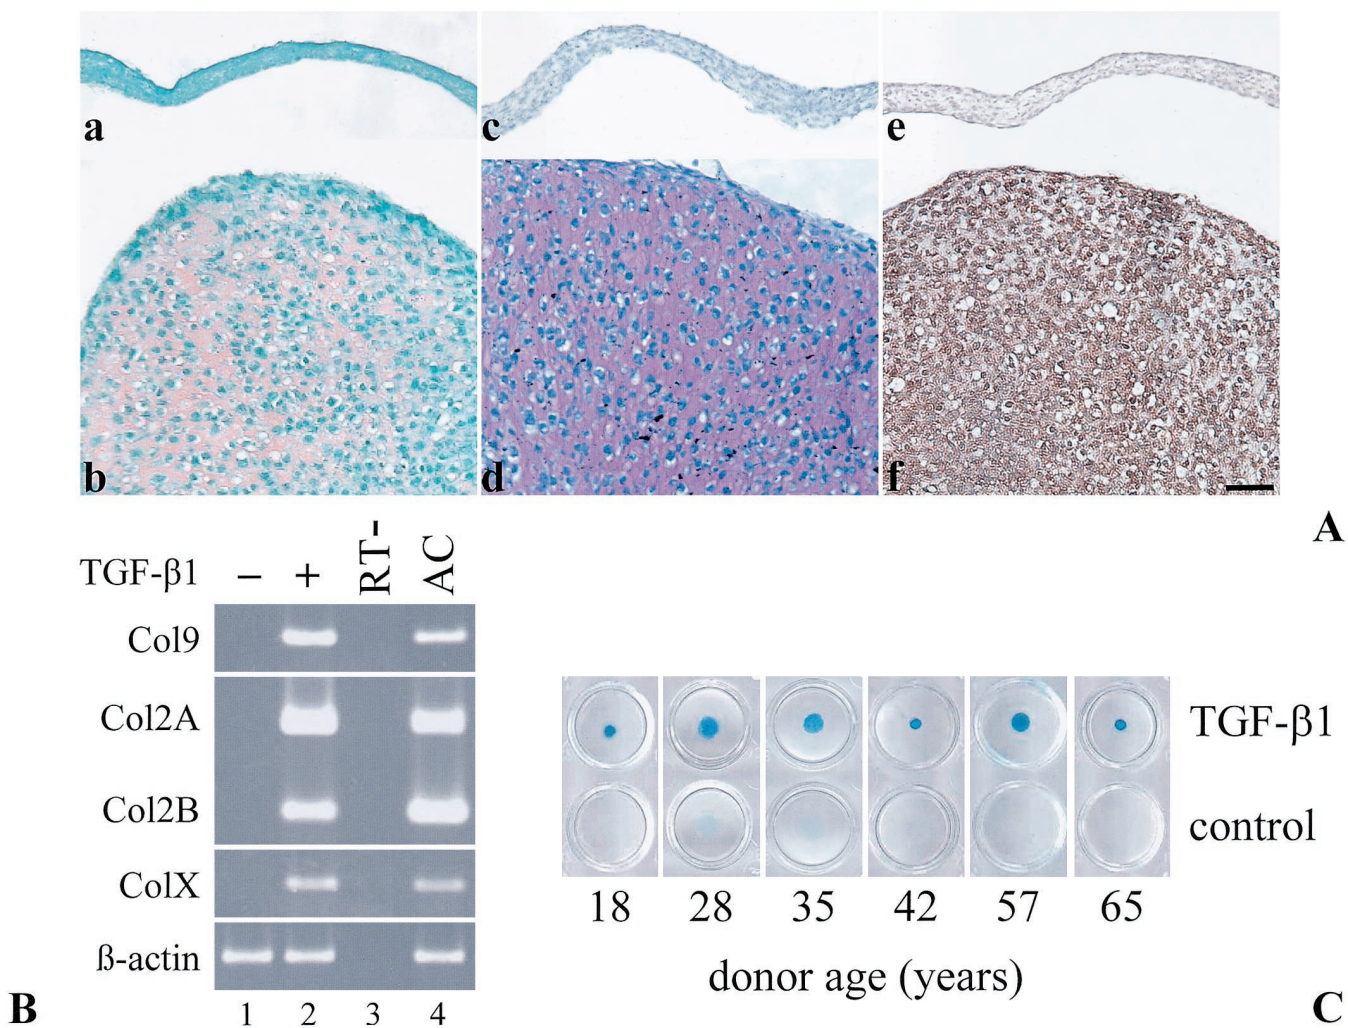 a
c
e
b
d
f
A
TGF-β1 – + RT- AC
Col9
Col2A
Col2B
ColX
ß-actin
1 2 3 4
B
TGF-β1
control
18 28 35 42 57 65
donor age (years)
C